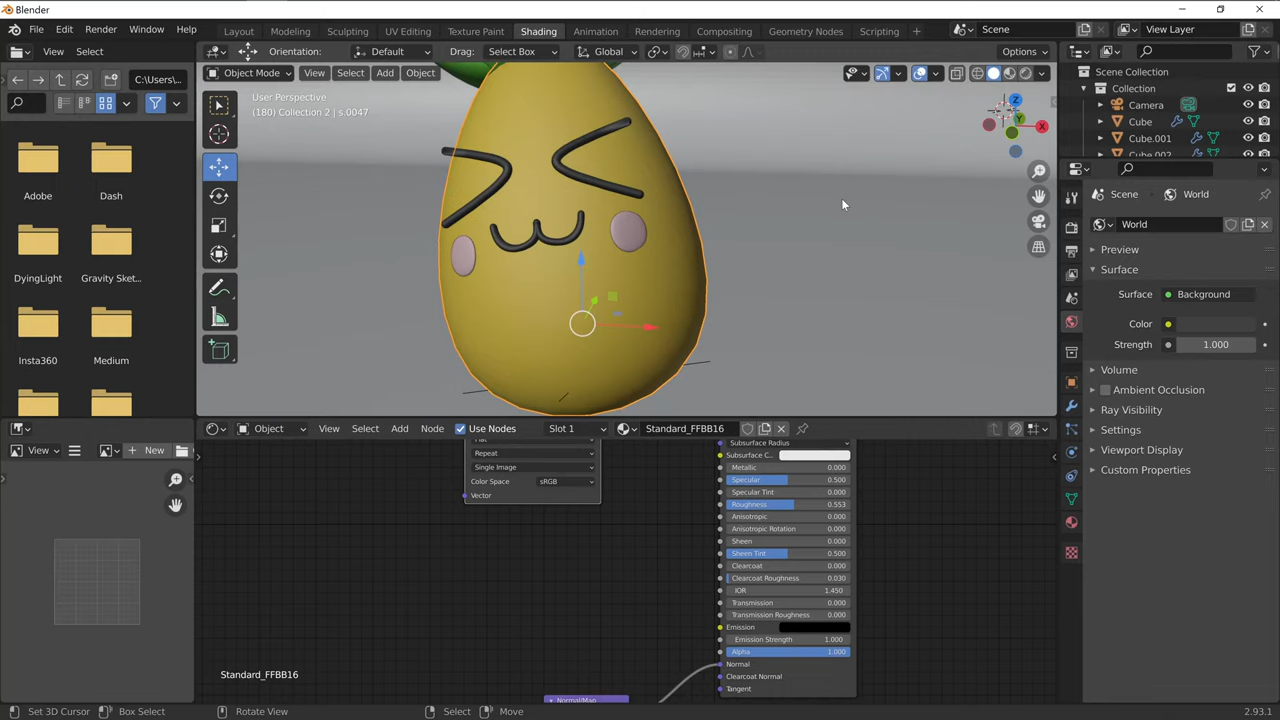 Blender
File Edit Render Window Help
Layout Modeling Sculpting UV Editing Texture Paint Shading Animation Rendering Compositing Geometry Nodes Scripting
Scene
View Layer
View Select
Orientation: Default Drag: Select Box Global Options
C:\Users\...
Object Mode View Select Add Object
User Perspective
(180) Collection 2 | s.0047
Adobe Dash
DyingLight Gravity Sket...
Insta360 Medium
X
Y
Z
Scene Collection
Collection
Camera
Cube
Cube.001
Cube.002
Scene World
World
Preview
Surface
Surface Background
Color
Strength 1.000
Volume
Ambient Occlusion
Ray Visibility
Settings
Viewport Display
Custom Properties
View New
Object View Select Add Node Use Nodes Slot 1 Standard_FFBB16
Flat
Repeat
Single Image
Color Space sRGB
Vector
Subsurface Radius
Subsurface C...
Metallic 0.000
Specular 0.500
Specular Tint 0.000
Roughness 0.553
Anisotropic 0.000
Anisotropic Rotation 0.000
Sheen 0.000
Sheen Tint 0.500
Clearcoat 0.000
Clearcoat Roughness 0.030
IOR 1.450
Transmission 0.000
Transmission Roughness 0.000
Emission
Emission Strength 1.000
Alpha 1.000
Normal
Clearcoat Normal
Tangent
Normal/Map
Standard_FFBB16
Set 3D Cursor Box Select Rotate View Select Move 2.93.1